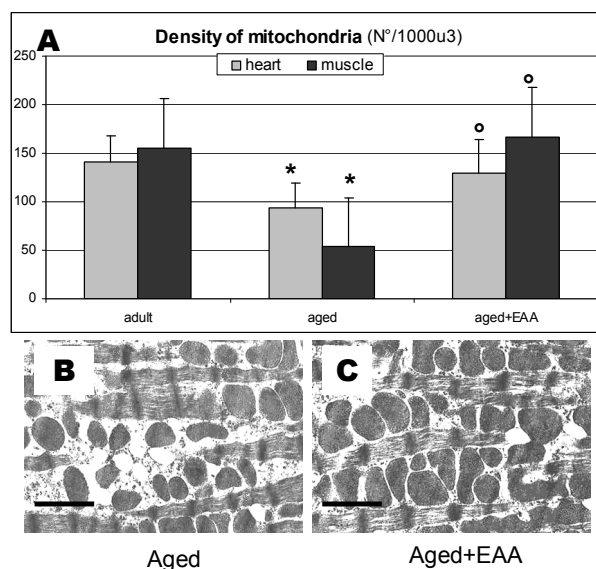 A
Density of mitochondria (N°/1000u3)
heart muscle
250
200
150
100
50
0
* * ° °
adult aged aged+EAA
B C
Aged Aged+EAA